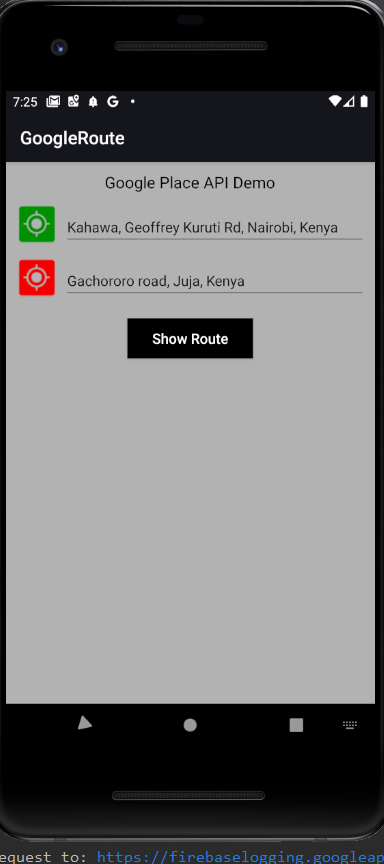 7:25
GoogleRoute
Google Place API Demo
Kahawa, Geoffrey Kuruti Rd, Nairobi, Kenya
Gachororo road, Juja, Kenya
Show Route
equest to: https://firebaselogging.googleap